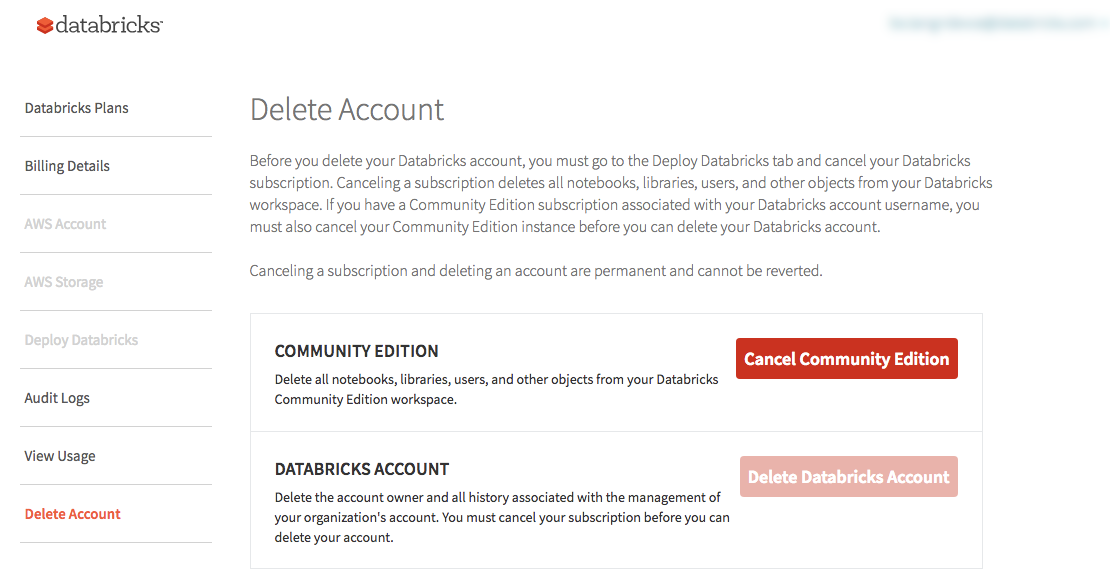 databricks
Databricks Plans
Billing Details
AWS Account
AWS Storage
Deploy Databricks
Audit Logs
View Usage
Delete Account
Delete Account
Before you delete your Databricks account, you must go to the Deploy Databricks tab and cancel your Databricks
subscription. Canceling a subscription deletes all notebooks, libraries, users, and other objects from your Databricks
workspace. If you have a Community Edition subscription associated with your Databricks account username, you
must also cancel your Community Edition instance before you can delete your Databricks account.
Canceling a subscription and deleting an account are permanent and cannot be reverted.
COMMUNITY EDITION
Delete all notebooks, libraries, users, and other objects from your Databricks
Community Edition workspace.
Cancel Community Edition
DATABRICKS ACCOUNT
Delete the account owner and all history associated with the management of
your organization's account. You must cancel your subscription before you can
delete your account.
Delete Databricks Account